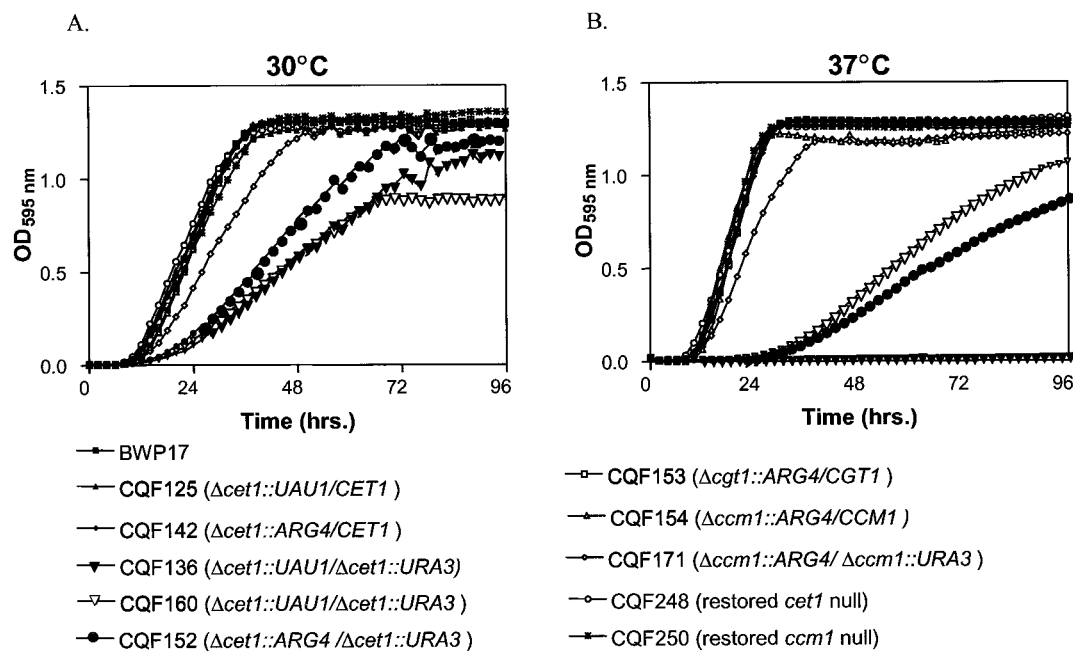 A.
30°C
1.5
1.0
0.5
0.0
OD595 nm
0 24 48 72 96
Time (hrs.)
B.
37°C
1.5
1.0
0.5
0.0
OD595 nm
0 24 48 72 96
Time (hrs.)
BWP17
CQF125 (Δcet1::UAU1/CET1 )
CQF142 (Δcet1::ARG4/CET1 )
CQF136 (Δcet1::UAU1/Δcet1::URA3)
CQF160 (Δcet1::UAU1/Δcet1::URA3 )
CQF152 (Δcet1::ARG4 /Δcet1::URA3 )
CQF153 (Δcgt1::ARG4/CGT1 )
CQF154 (Δccm1::ARG4/CCM1 )
CQF171 (Δccm1::ARG4/ Δccm1::URA3 )
CQF248 (restored cet1 null)
CQF250 (restored ccm1 null)